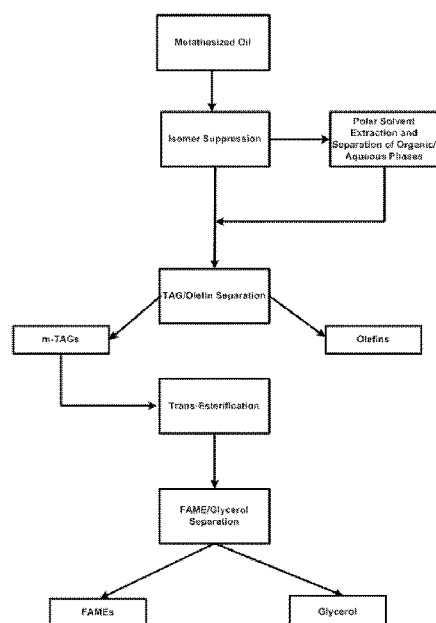 Metathesized Oil
Isomer Suppression
Polar Solvent
Extraction and
Separation of Organic/
Aqueous Phases
TAG/Olefin Separation
m-TAGs
Olefins
Trans-Esterification
FAME/Glycerol
Separation
FAMEs
Glycerol